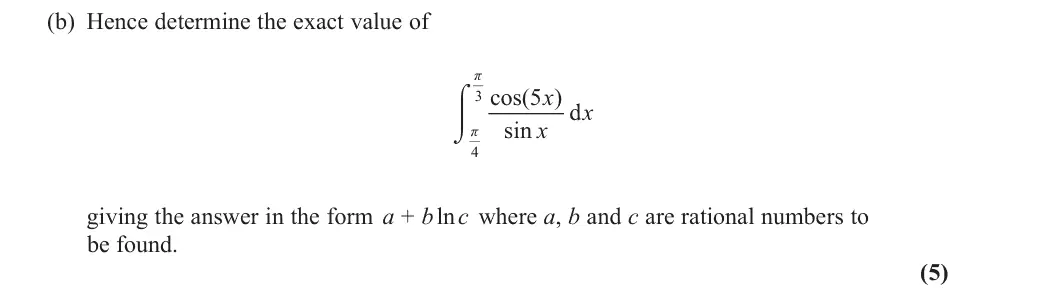 (b) Hence determine the exact value of
∫_{π/4}^{π/3} cos(5x)/sin x dx
giving the answer in the form a + b ln c where a, b and c are rational numbers to
be found.
(5)